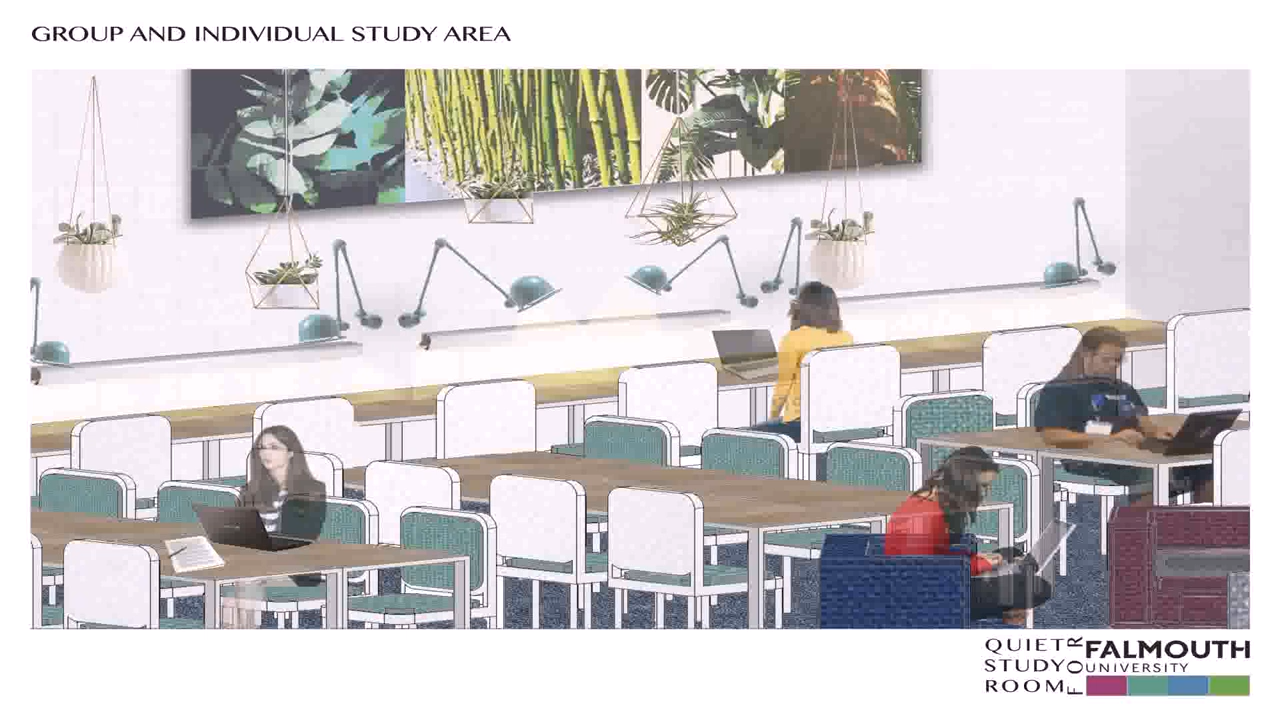 GROUP AND INDIVIDUAL STUDY AREA
QUIET STUDY ROOM
FOR
FALMOUTH
UNIVERSITY